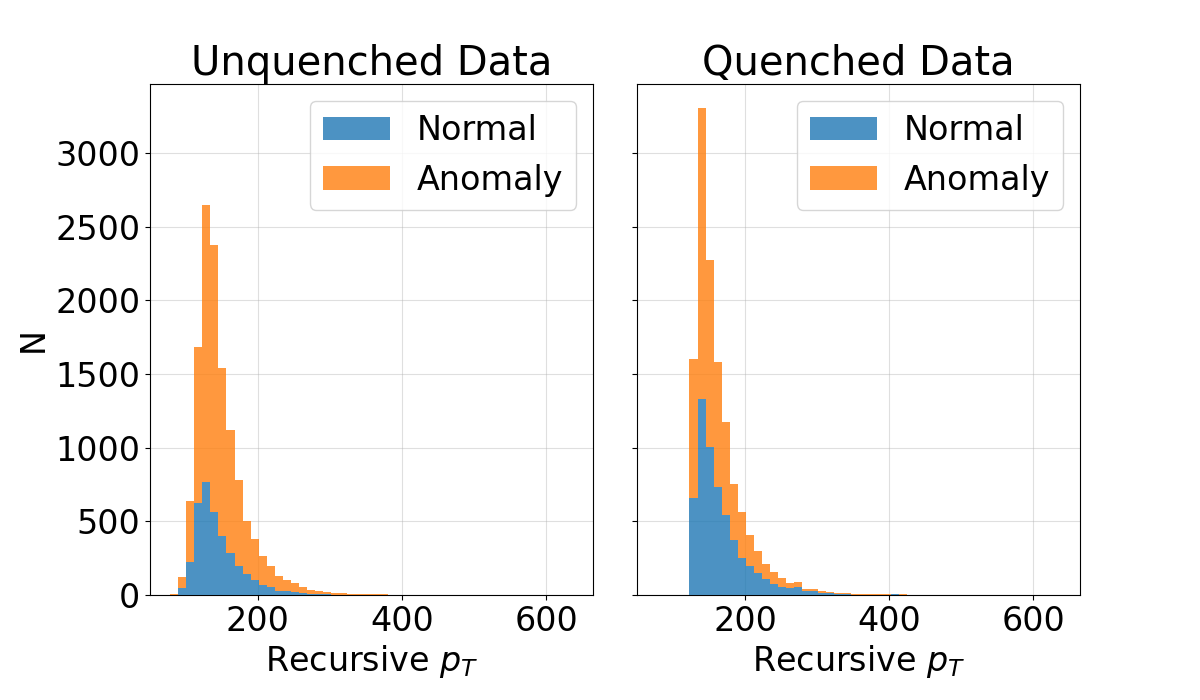 Unquenched Data
Quenched Data
Normal
Anomaly
Normal
Anomaly
N
3000
2500
2000
1500
1000
500
0
200
400
600
200
400
600
Recursive p_T
Recursive p_T